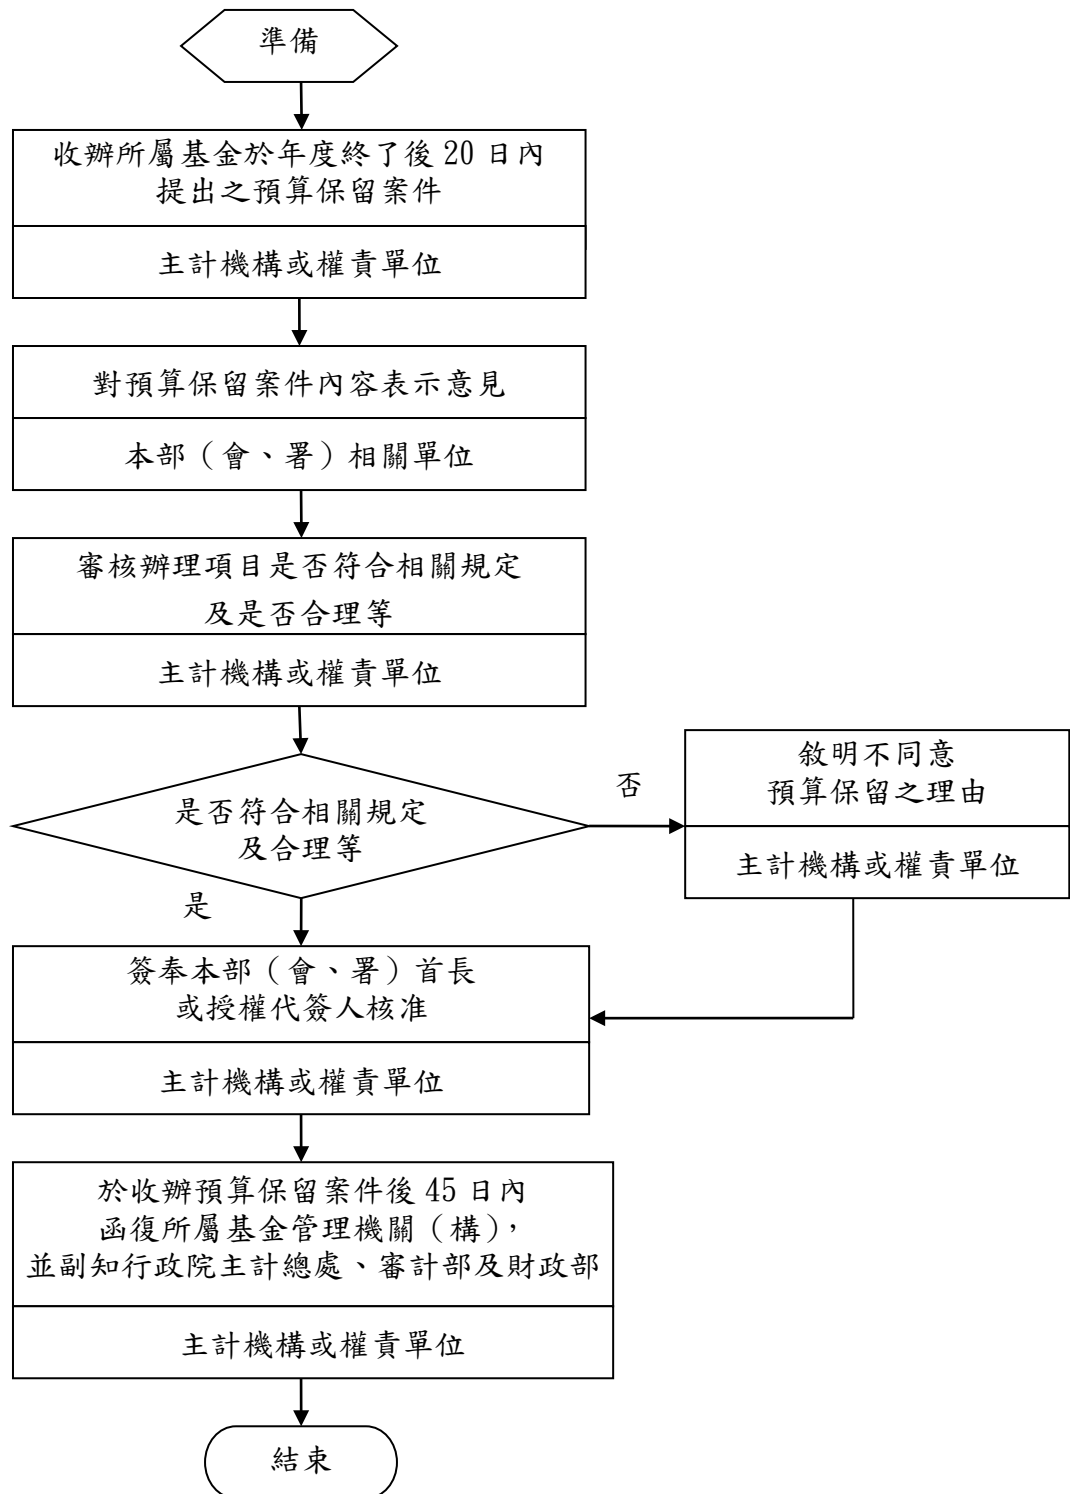 準備
收辦所屬基金於年度終了後 20 日內
提出之預算保留案件
主計機構或權責單位
對預算保留案件內容表示意見
本部（會、署）相關單位
審核辦理項目是否符合相關規定
及是否合理等
主計機構或權責單位
是否符合相關規定
及合理等
否
敘明不同意
預算保留之理由
主計機構或權責單位
是
簽奉本部（會、署）首長
或授權代簽人核准
主計機構或權責單位
於收辦預算保留案件後 45 日內
函復所屬基金管理機關（構），
並副知行政院主計總處、審計部及財政部
主計機構或權責單位
結束